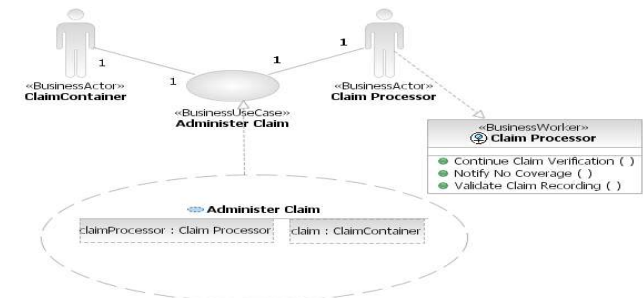 1
1
1
1
«BusinessActor»
ClaimContainer
«BusinessActor»
Claim Processor
«BusinessUseCase»
Administer Claim
«BusinessWorker»
Claim Processor
Continue Claim Verification ( )
Notify No Coverage ( )
Validate Claim Recording ( )
Administer Claim
claimProcessor : Claim Processor
claim : ClaimContainer